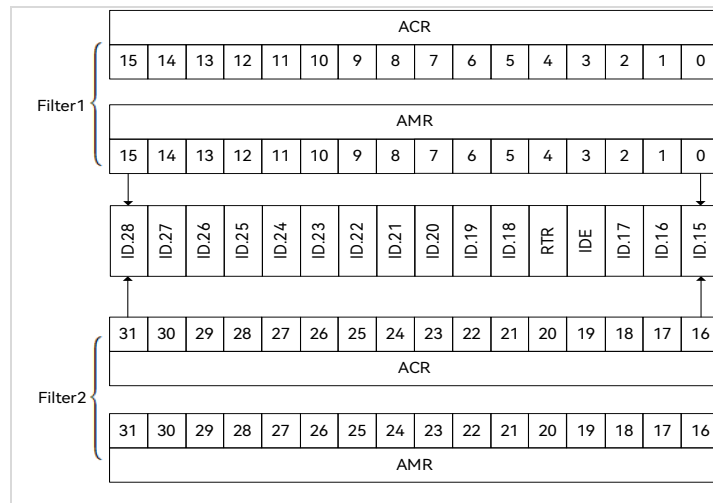 ACR
15 14 13 12 11 10 9 8 7 6 5 4 3 2 1 0
Filter1
AMR
15 14 13 12 11 10 9 8 7 6 5 4 3 2 1 0
ID.28 ID.27 ID.26 ID.25 ID.24 ID.23 ID.22 ID.21 ID.20 ID.19 ID.18 RTR IDE ID.17 ID.16 ID.15
31 30 29 28 27 26 25 24 23 22 21 20 19 18 17 16
ACR
Filter2
31 30 29 28 27 26 25 24 23 22 21 20 19 18 17 16
AMR